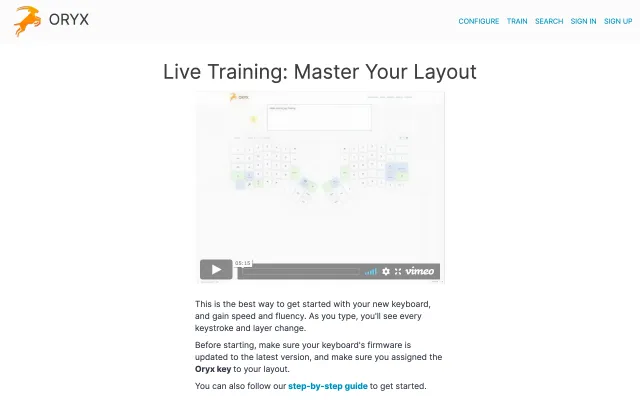 ORYX
CONFIGURE TRAIN SEARCH SIGN IN SIGN UP
Live Training: Master Your Layout
ORYX
05:15
vimeo
This is the best way to get started with your new keyboard,
and gain speed and fluency. As you type, you'll see every
keystroke and layer change.
Before starting, make sure your keyboard's firmware is
updated to the latest version, and make sure you assigned the
Oryx key to your layout.
You can also follow our step-by-step guide to get started.